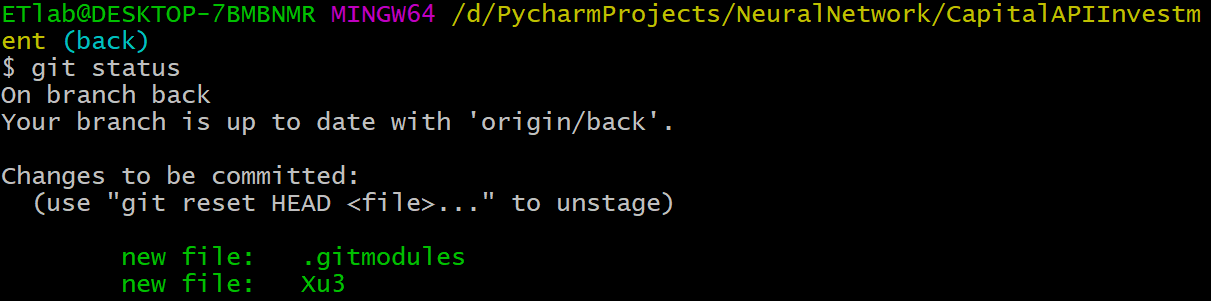 ETlab@DESKTOP-7BMBNMR MINGW64 /d/PycharmProjects/NeuralNetwork/CapitalAPIInvestm
ent (back)
$ git status
On branch back
Your branch is up to date with 'origin/back'.
Changes to be committed:
(use "git reset HEAD <file>..." to unstage)
new file: .gitmodules
new file: Xu3